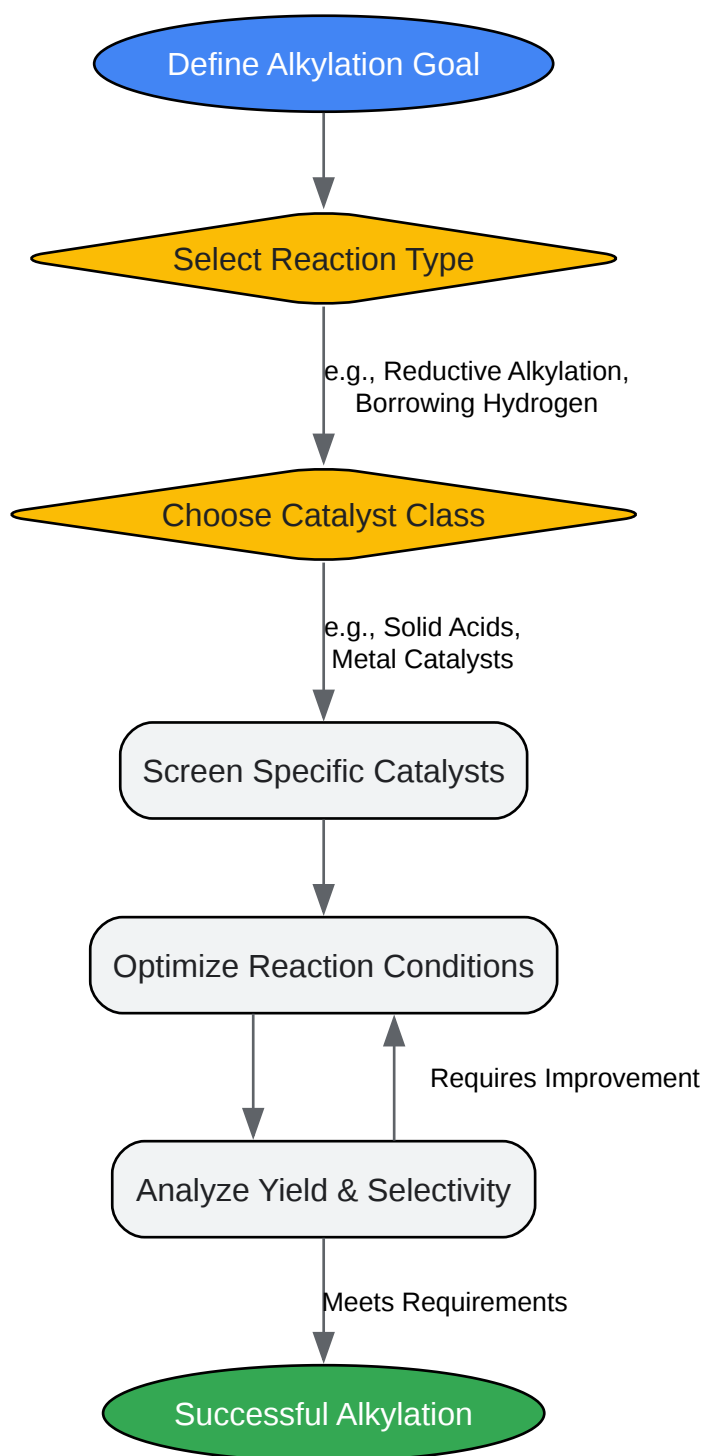 Define Alkylation Goal
Select Reaction Type
e.g., Reductive Alkylation,
Borrowing Hydrogen
Choose Catalyst Class
e.g., Solid Acids,
Metal Catalysts
Screen Specific Catalysts
Optimize Reaction Conditions
Requires Improvement
Analyze Yield & Selectivity
Meets Requirements
Successful Alkylation